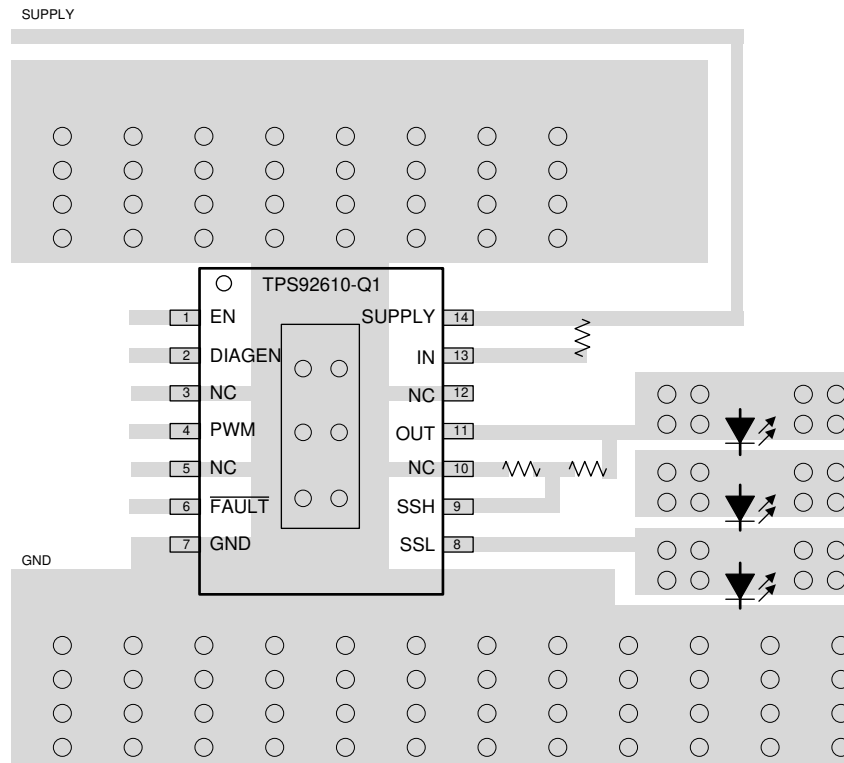 SUPPLY
TPS92610-Q1
1 EN
SUPPLY 14
2 DIAGEN
IN 13
3 NC
NC 12
4 PWM
OUT 11
5 NC
NC 10
6 FAULT
SSH 9
7 GND
SSL 8
GND